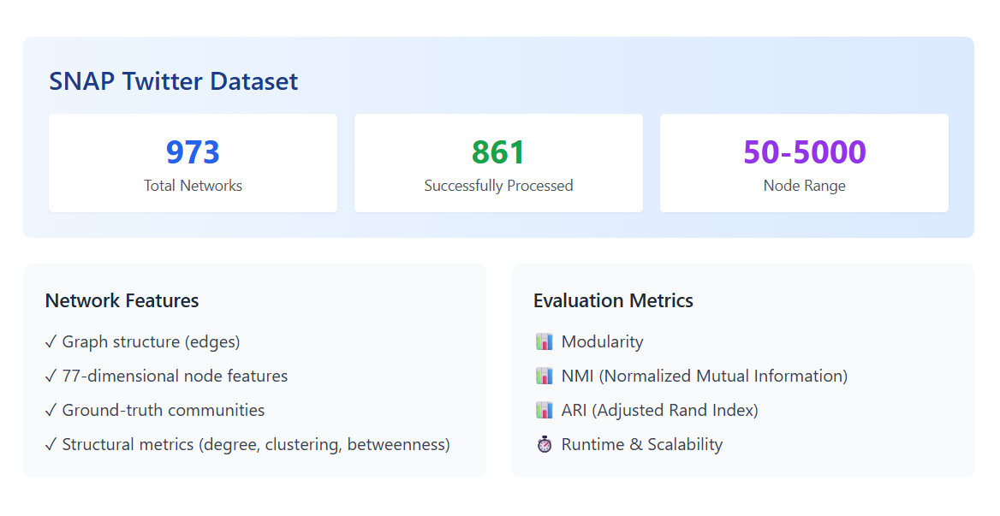 SNAP Twitter Dataset
973
Total Networks
861
Successfully Processed
50-5000
Node Range
Network Features
✓ Graph structure (edges)
✓ 77-dimensional node features
✓ Ground-truth communities
✓ Structural metrics (degree, clustering, betweenness)
Evaluation Metrics
📊 Modularity
📊 NMI (Normalized Mutual Information)
📊 ARI (Adjusted Rand Index)
⏱️ Runtime & Scalability